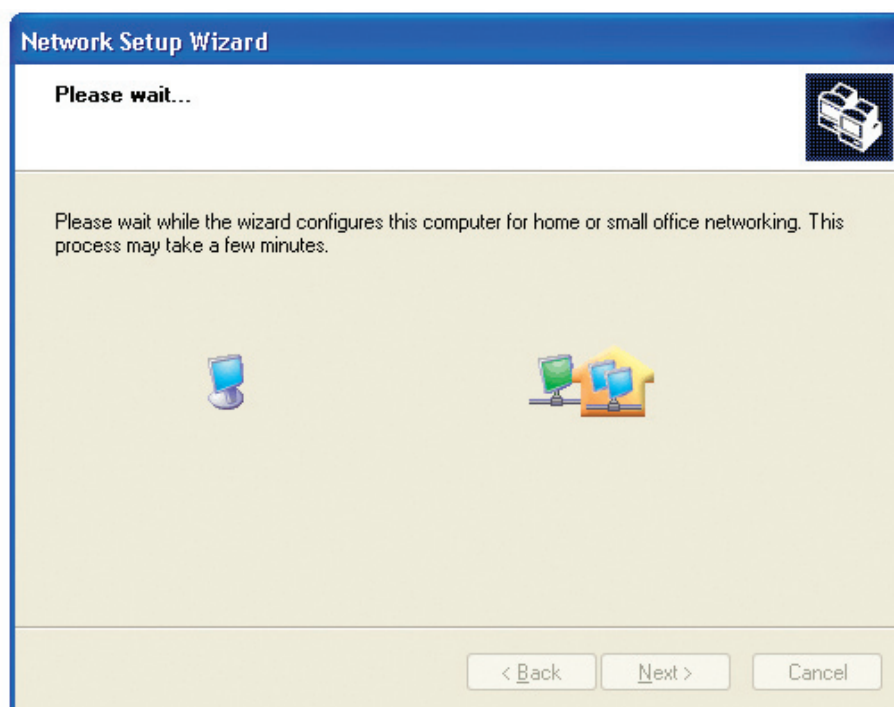 Network Setup Wizard
Please wait...
Please wait while the wizard configures this computer for home or small office networking. This
process may take a few minutes.
< Back
Next >
Cancel